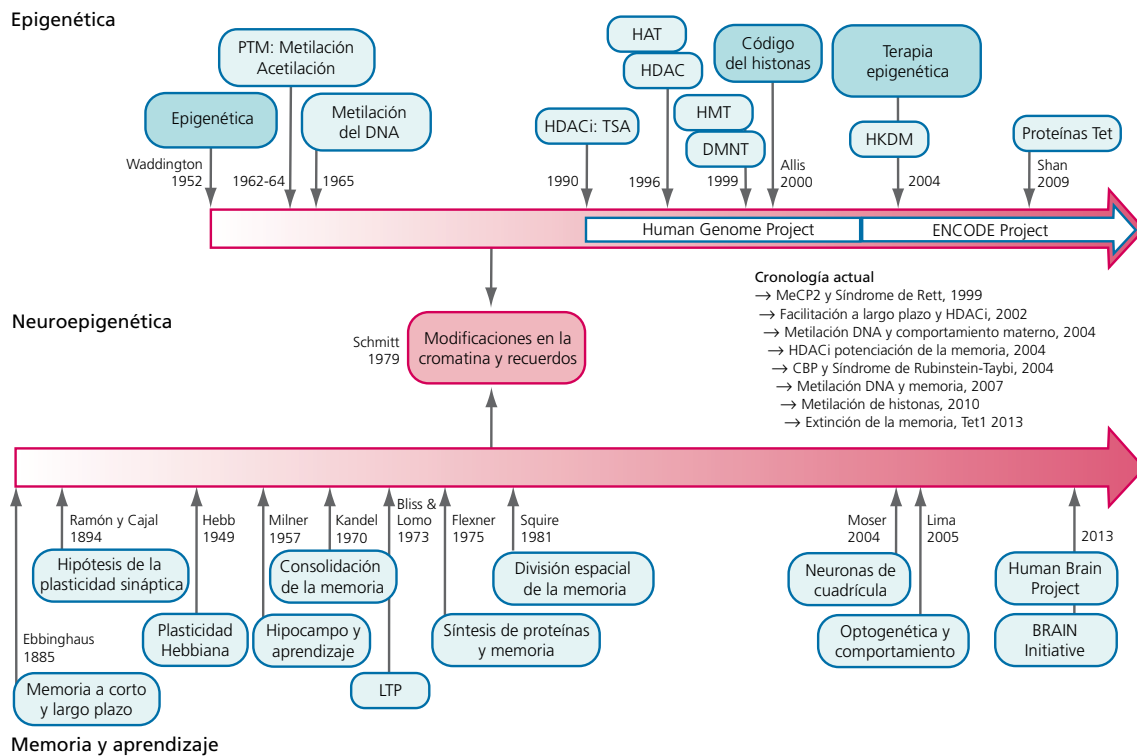 Epigenética
PTM: Metilación
Acetilación
HAT
HDAC
Código
del histonas
Terapia
epigenética
Epigenética
Metilación
del DNA
HDACi: TSA
HMT
DMNT
HKDM
Proteínas Tet
Waddington
1952
1962-64
1965
1990
1996
1999
Allis
2000
2004
Shan
2009
Human Genome Project
ENCODE Project
Neuroepigenética
Schmitt
1979
Modificaciones en la
cromatina y recuerdos
Cronología actual
→ MeCP2 y Síndrome de Rett, 1999
→ Facilitación a largo plazo y HDACi, 2002
→ Metilación DNA y comportamiento materno, 2004
→ HDACi potenciación de la memoria, 2004
→ CBP y Síndrome de Rubinstein-Taybi, 2004
→ Metilación DNA y memoria, 2007
→ Metilación de histonas, 2010
→ Extinción de la memoria, Tet1 2013
Ramón y Cajal
1894
Hipótesis de la
plasticidad sináptica
Hebb
1949
Milner
1957
Kandel
1970
Bliss &
Lomo
1973
Flexner
1975
Squire
1981
Moser
2004
Lima
2005
2013
Consolidación
de la memoria
División espacial
de la memoria
Neuronas de
cuadrícula
Human Brain
Project
Ebbinghaus
1885
Memoria a corto
y largo plazo
Plasticidad
Hebbiana
Hipocampo y
aprendizaje
LTP
Síntesis de proteínas
y memoria
Optogenética y
comportamiento
BRAIN
Initiative
Memoria y aprendizaje